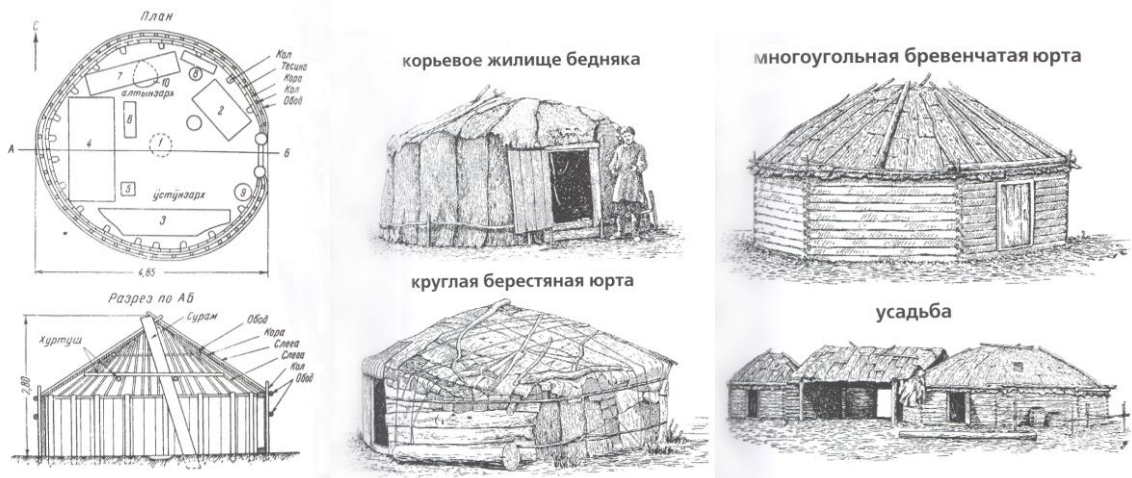 План
С
Кол
Тесина
Кора
Кол
Обод
7
8
10
алтынзарх
2
6
4
1
А
Б
5
9
ӱстӱнзарх
3
4,65
Разрез по АБ
Сурам
Обод
Кора
Слега
Слега
Кол
Обод
Хуртуш
2,80
корьевое жилище бедняка
круглая берестяная юрта
многоугольная бревенчатая юрта
усадьба